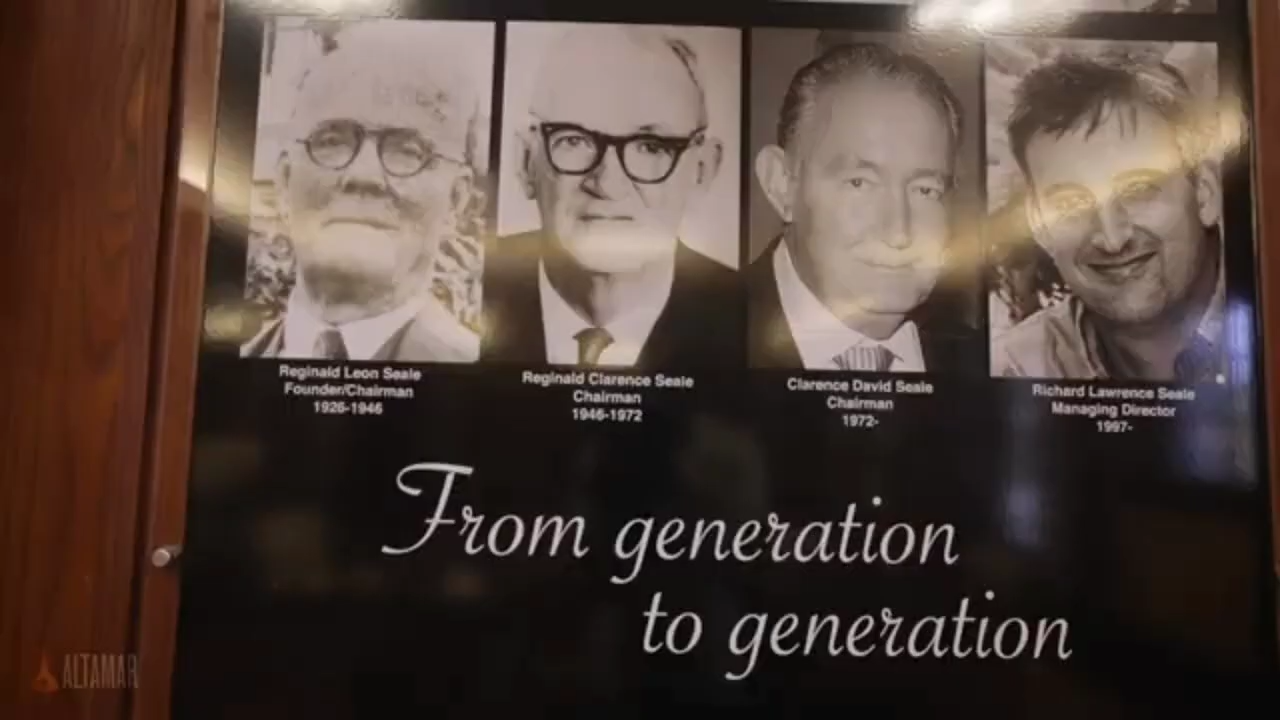 Reginald Leon Seale
Founder/Chairman
1926-1946
Reginald Clarence Seale
Chairman
1946-1972
Clarence David Seale
Chairman
1972-
Richard Lawrence Seale
Managing Director
1997-
From generation
to generation
ALTAMAR